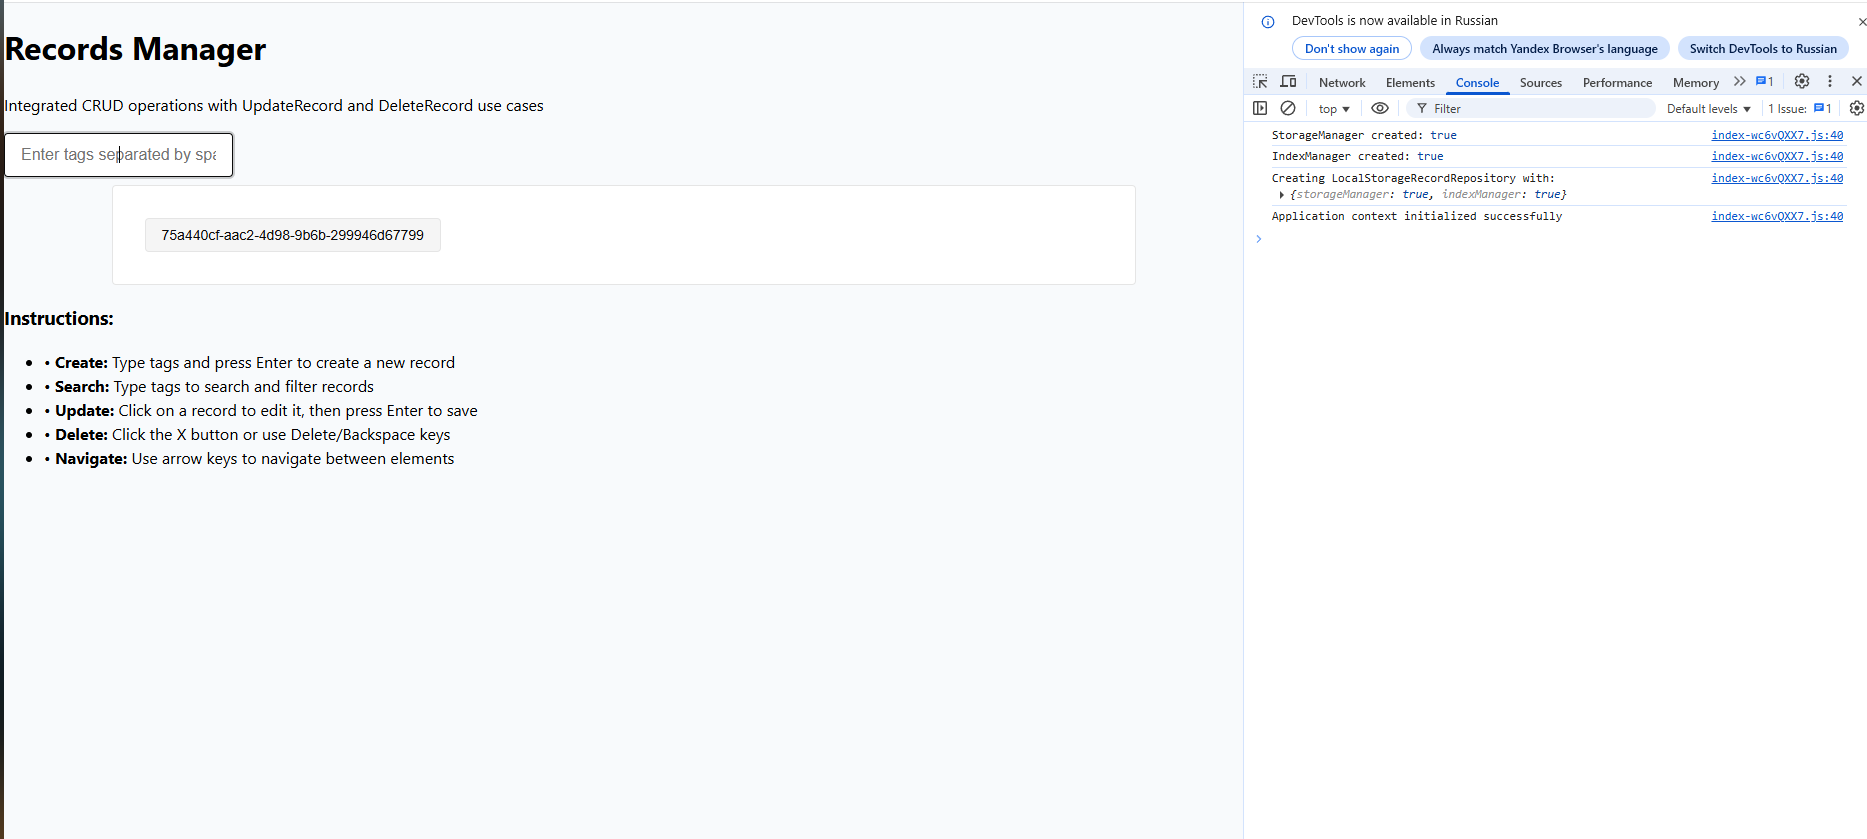 Records Manager
Integrated CRUD operations with UpdateRecord and DeleteRecord use cases
Enter tags separated by spa
75a440cf-aac2-4d98-9b6b-299946d67799
Instructions:
• Create: Type tags and press Enter to create a new record
• Search: Type tags to search and filter records
• Update: Click on a record to edit it, then press Enter to save
• Delete: Click the X button or use Delete/Backspace keys
• Navigate: Use arrow keys to navigate between elements
DevTools is now available in Russian
Don't show again Always match Yandex Browser's language Switch DevTools to Russian
Network Elements Console Sources Performance Memory 1
top Filter Default levels 1 Issue: 1
StorageManager created: true index-wc6vQXX7.js:40
IndexManager created: true index-wc6vQXX7.js:40
Creating LocalStorageRecordRepository with: index-wc6vQXX7.js:40
{storageManager: true, indexManager: true}
Application context initialized successfully index-wc6vQXX7.js:40